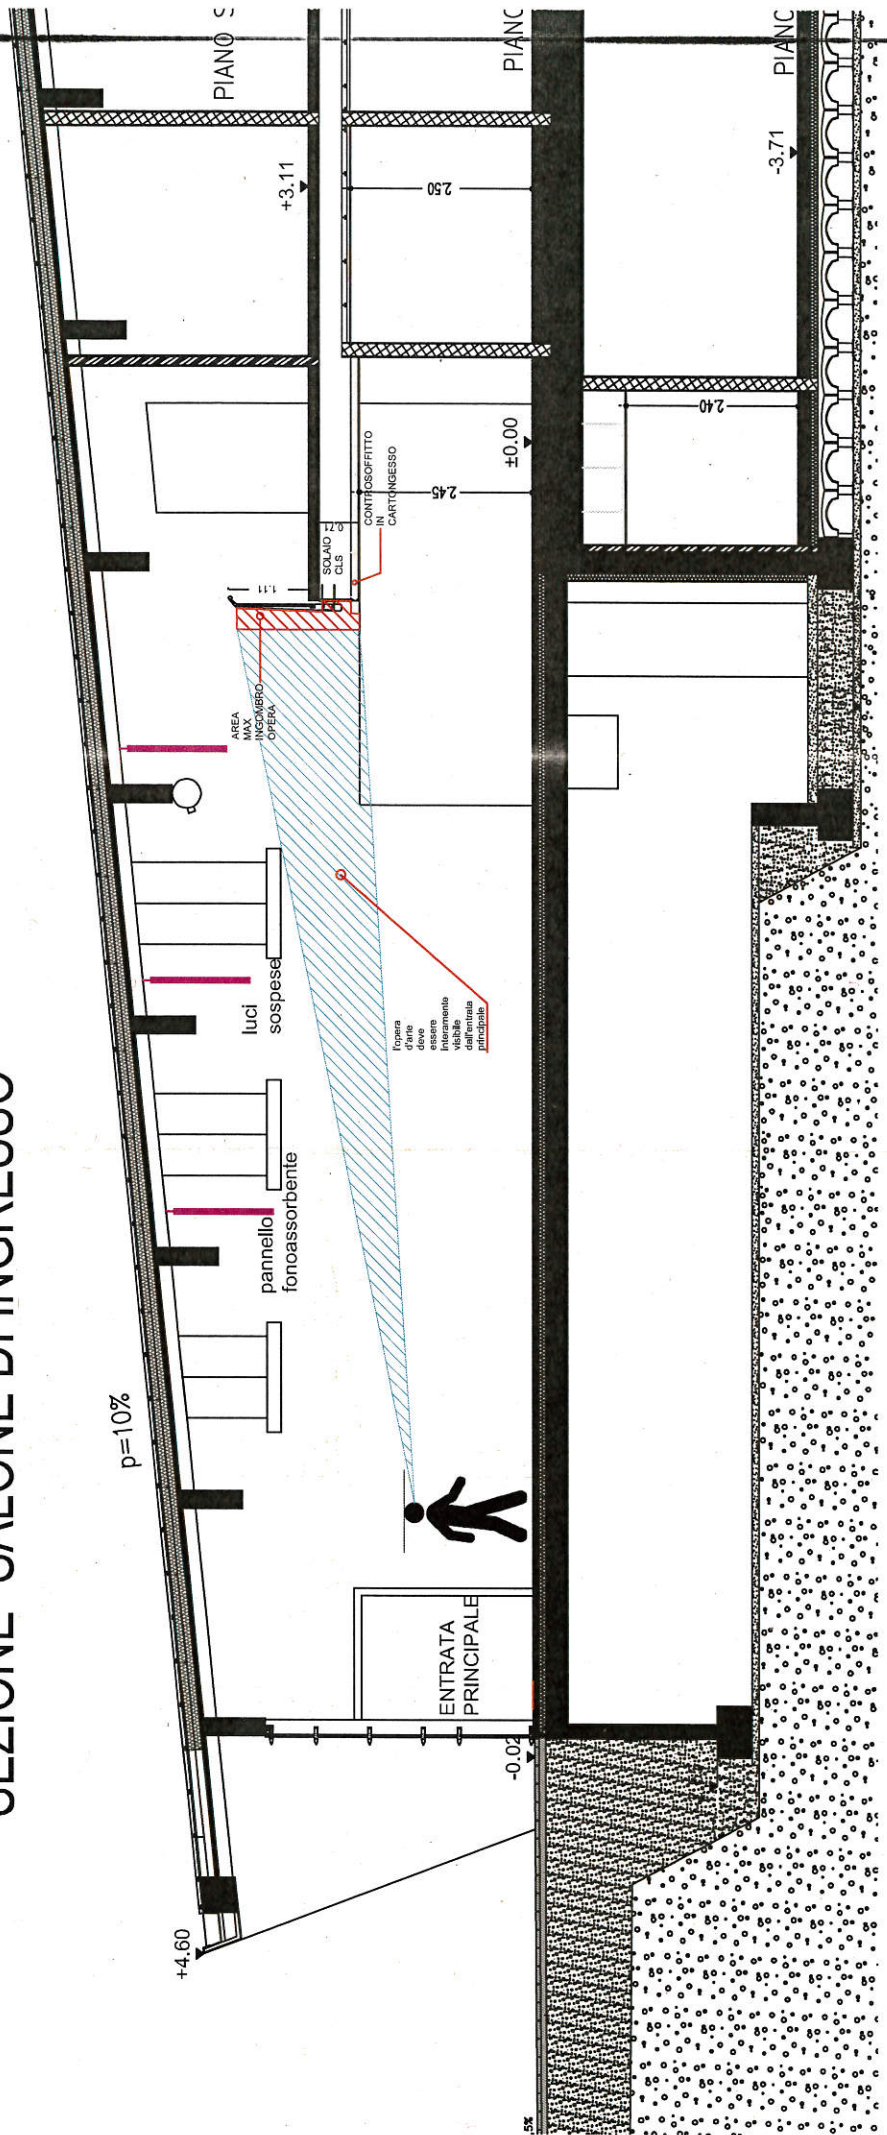 SEZIONE SALONE DI INGRESSO
p=10%
+4.60
pannello
fonoassorbente
luci
sospese
AREA
MAX
INGOMBRO
OPERA
1.11
SOLAIO
CLS
0.71
CONTROSOFFITTO
IN
CARTONGESSO
l'opera
d'arte
deve
essere
interamente
visibile
dall'entrata
principale
ENTRATA
PRINCIPALE
-0.02
2.45
±0.00
2.50
+3.11
2.40
-3.71
PIANO
PIANO
PIANO
5%